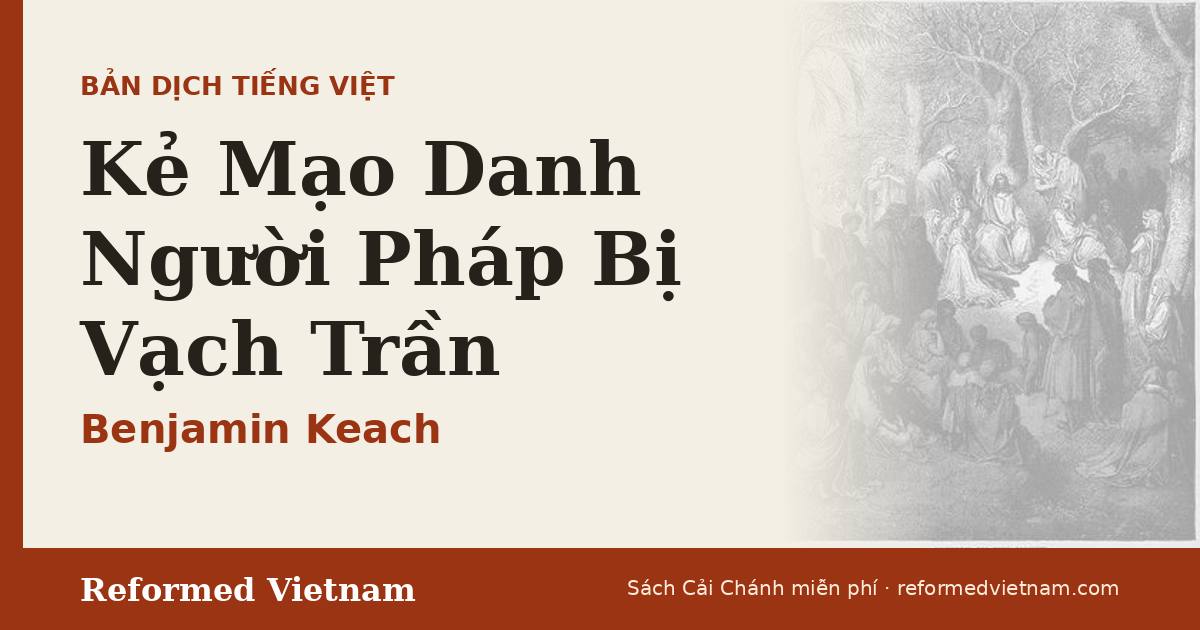 BẢN DỊCH TIẾNG VIỆT
Kẻ Mạo Danh
Người Pháp Bị
Vạch Trần
Benjamin Keach
Reformed Vietnam
Sách Cải Chánh miễn phí · reformedvietnam.com